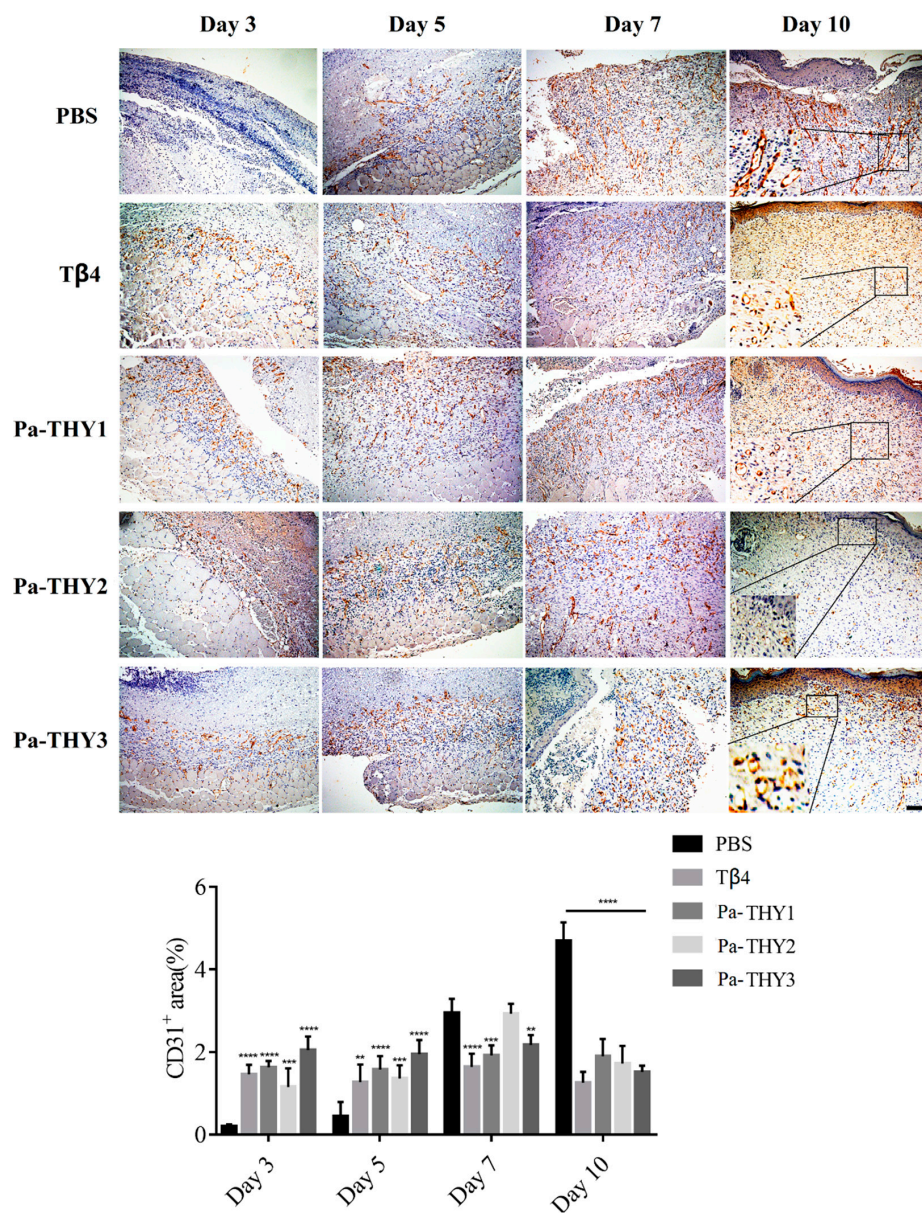 Day 3 Day 5 Day 7 Day 10
PBS
Tβ4
Pa-THY1
Pa-THY2
Pa-THY3
PBS
Tβ4
Pa-THY1
Pa-THY2
Pa-THY3
CD31+ area(%)
6
4
2
0
****
**** **** *** ****
** **** *** ****
**** *** **
Day 3 Day 5 Day 7 Day 10